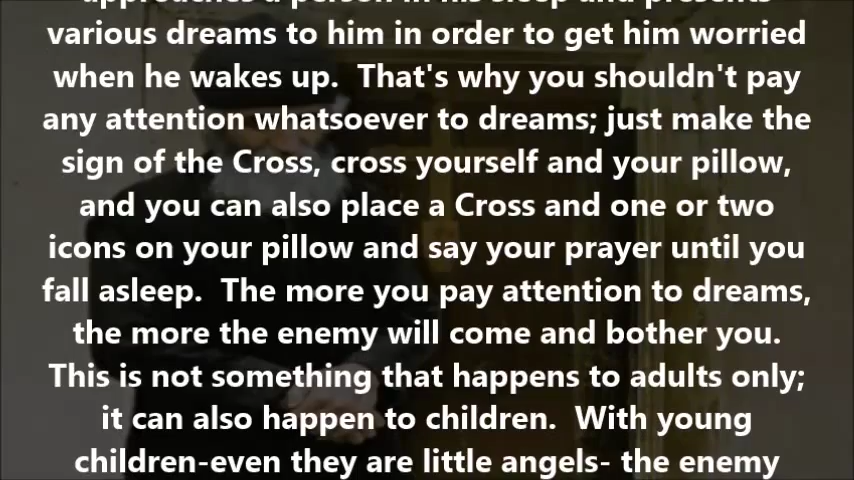 approaches a person in his sleep and presents
various dreams to him in order to get him worried
when he wakes up.  That's why you shouldn't pay
any attention whatsoever to dreams; just make the
sign of the Cross, cross yourself and your pillow,
and you can also place a Cross and one or two
icons on your pillow and say your prayer until you
fall asleep.  The more you pay attention to dreams,
the more the enemy will come and bother you.
This is not something that happens to adults only;
it can also happen to children.  With young
children-even they are little angels- the enemy